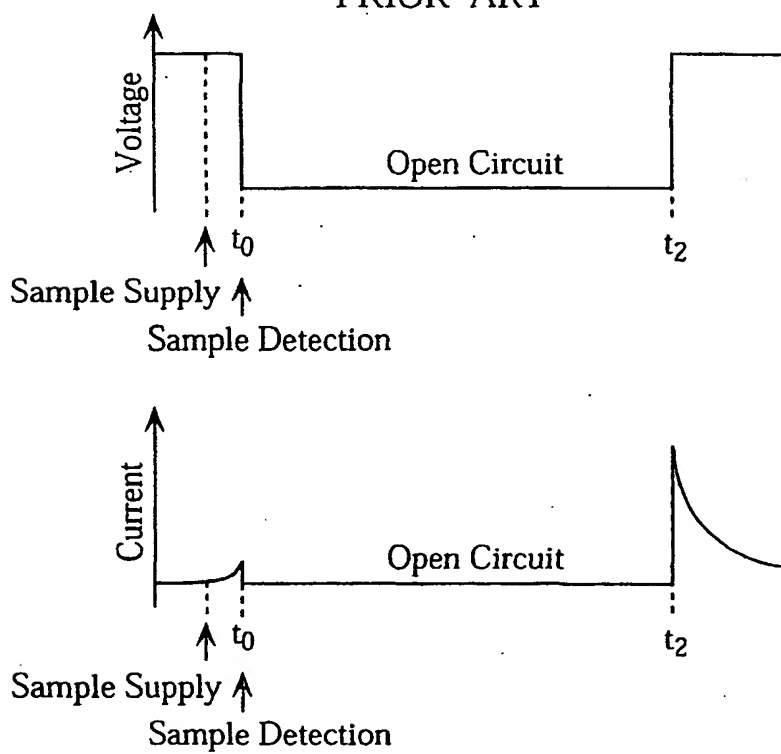 PRIOR ART
Voltage
Open Circuit
t0
t2
Sample Supply
Sample Detection
Current
Open Circuit
t0
t2
Sample Supply
Sample Detection